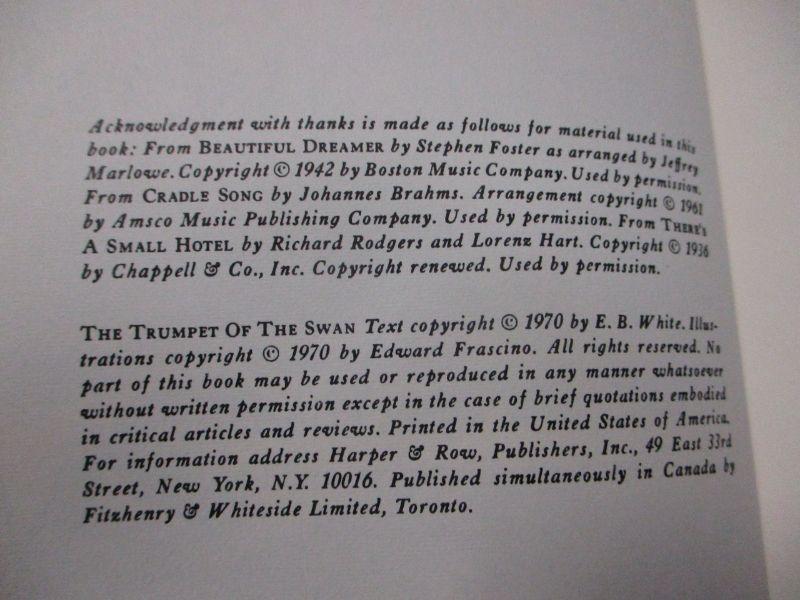 Acknowledgment with thanks is made as follows for material used in this
book: From BEAUTIFUL DREAMER by Stephen Foster as arranged by Jeffrey
Marlowe. Copyright © 1942 by Boston Music Company. Used by permission.
From CRADLE SONG by Johannes Brahms. Arrangement copyright © 1961
by Amsco Music Publishing Company. Used by permission. From THERE'S
A SMALL HOTEL by Richard Rodgers and Lorenz Hart. Copyright © 1936
by Chappell & Co., Inc. Copyright renewed. Used by permission.
THE TRUMPET OF THE SWAN Text copyright © 1970 by E. B. White. Illus-
trations copyright © 1970 by Edward Frascino. All rights reserved. No
part of this book may be used or reproduced in any manner whatsoever
without written permission except in the case of brief quotations embodied
in critical articles and reviews. Printed in the United States of America.
For information address Harper & Row, Publishers, Inc., 49 East 33rd
Street, New York, N.Y. 10016. Published simultaneously in Canada by
Fitzhenry & Whiteside Limited, Toronto.